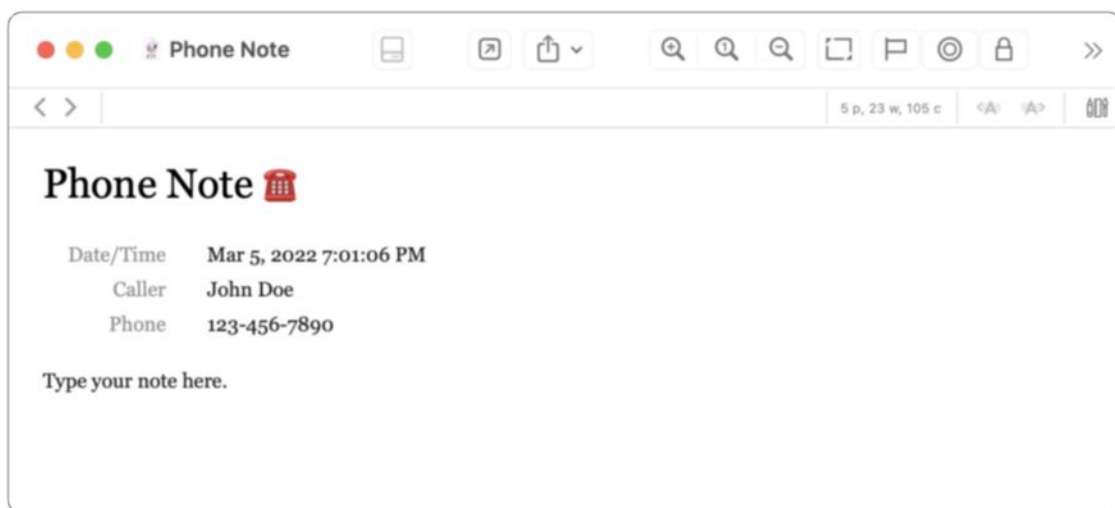 Phone Note
5 p, 23 w, 105 c
<A A>
Phone Note ☎️
Date/Time Mar 5, 2022 7:01:06 PM
Caller John Doe
Phone 123-456-7890
Type your note here.